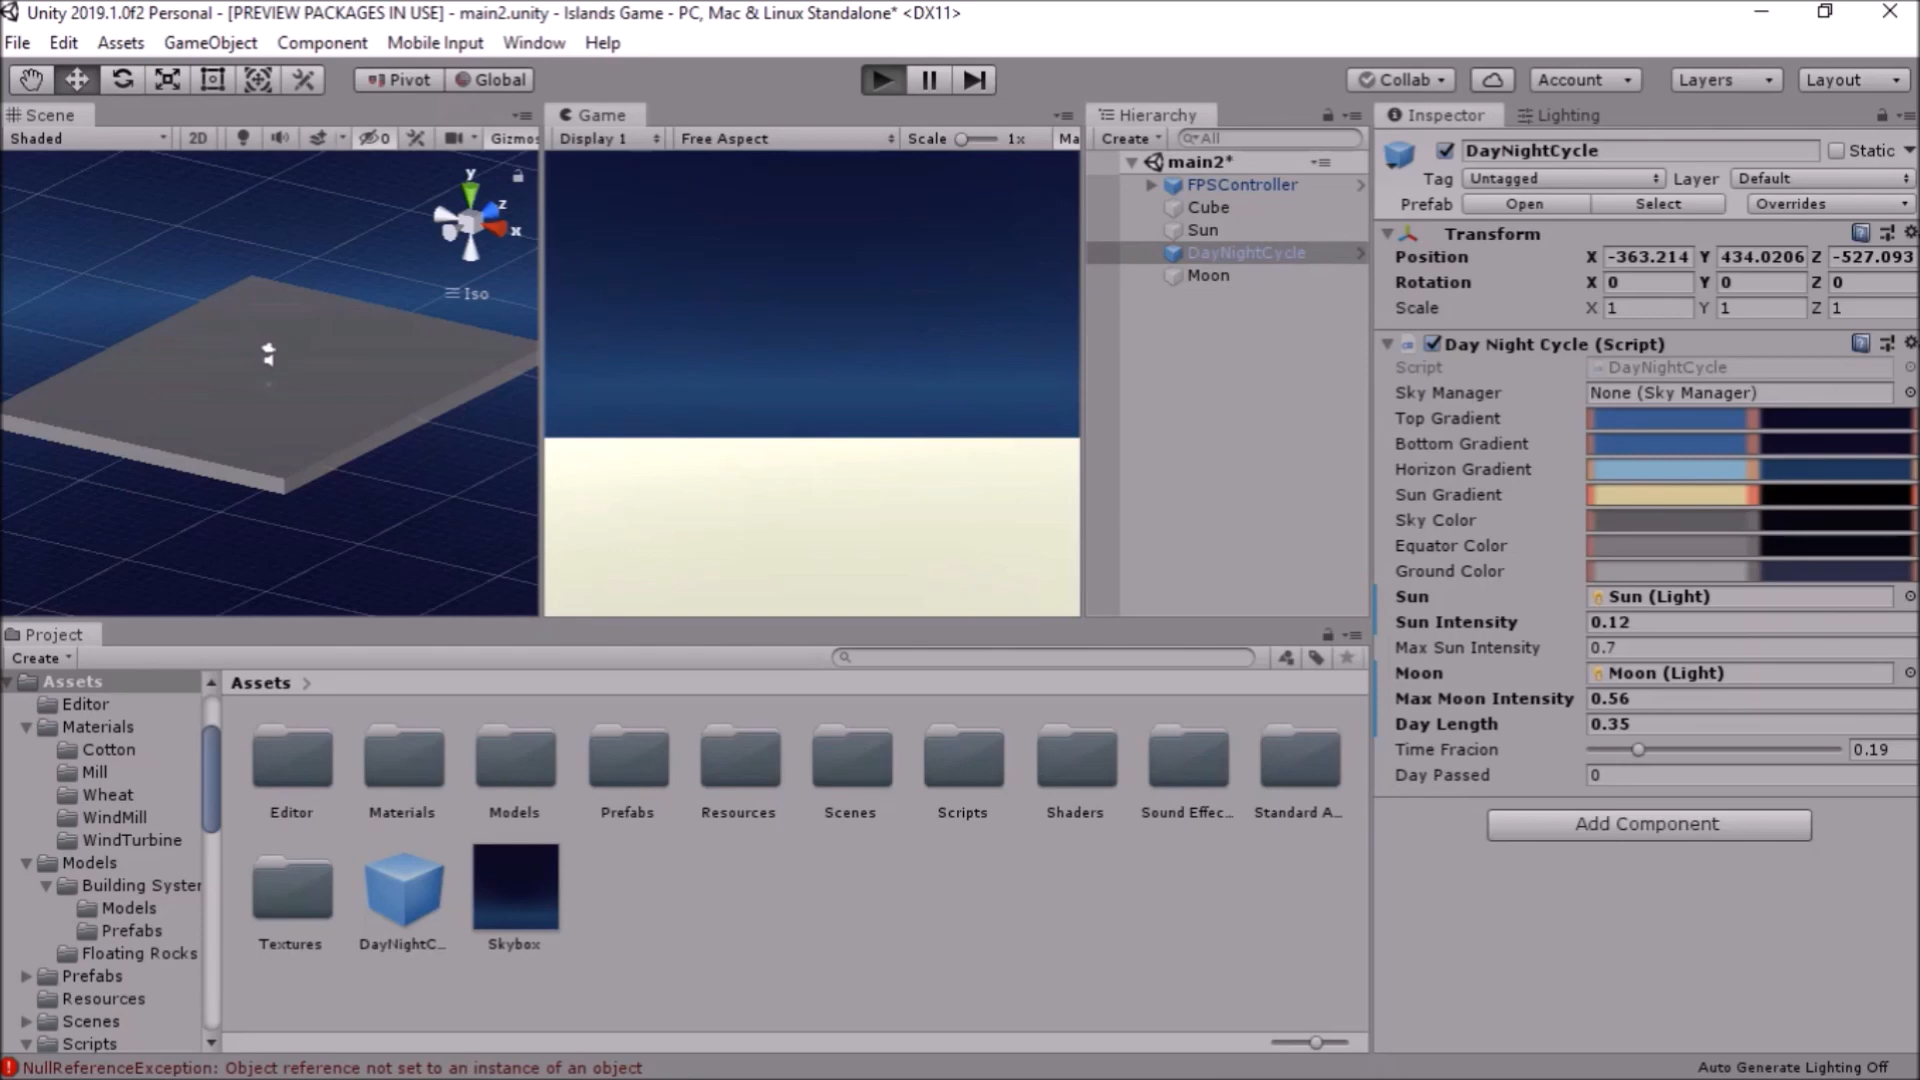 Unity 2019.1.0f2 Personal - [PREVIEW PACKAGES IN USE] - main2.unity - Islands Game - PC, Mac & Linux Standalone* <DX11>
File Edit Assets GameObject Component Mobile Input Window Help
Pivot Global Collab Account Layers Layout
Scene
Shaded 2D 0 Gizmos
y
z
x
Iso
Game
Display 1 Free Aspect Scale 1x Ma
Hierarchy
Create All
main2*
FPSController
Cube
Sun
DayNightCycle
Moon
Inspector Lighting
DayNightCycle Static
Tag Untagged Layer Default
Prefab Open Select Overrides
Transform
Position X -363.214 Y 434.0206 Z -527.093
Rotation X 0 Y 0 Z 0
Scale X 1 Y 1 Z 1
Day Night Cycle (Script)
Script DayNightCycle
Sky Manager None (Sky Manager)
Top Gradient
Bottom Gradient
Horizon Gradient
Sun Gradient
Sky Color
Equator Color
Ground Color
Sun Sun (Light)
Sun Intensity 0.12
Max Sun Intensity 0.7
Moon Moon (Light)
Max Moon Intensity 0.56
Day Length 0.35
Time Fracion 0.19
Day Passed 0
Add Component
Project
Create
Assets
Editor
Materials
Cotton
Mill
Wheat
WindMill
WindTurbine
Models
Building Syster
Models
Prefabs
Floating Rocks
Prefabs
Resources
Scenes
Scripts
Assets
Editor Materials Models Prefabs Resources Scenes Scripts Shaders Sound Effec... Standard A...
Textures DayNightC... Skybox
NullReferenceException: Object reference not set to an instance of an object
Auto Generate Lighting Off